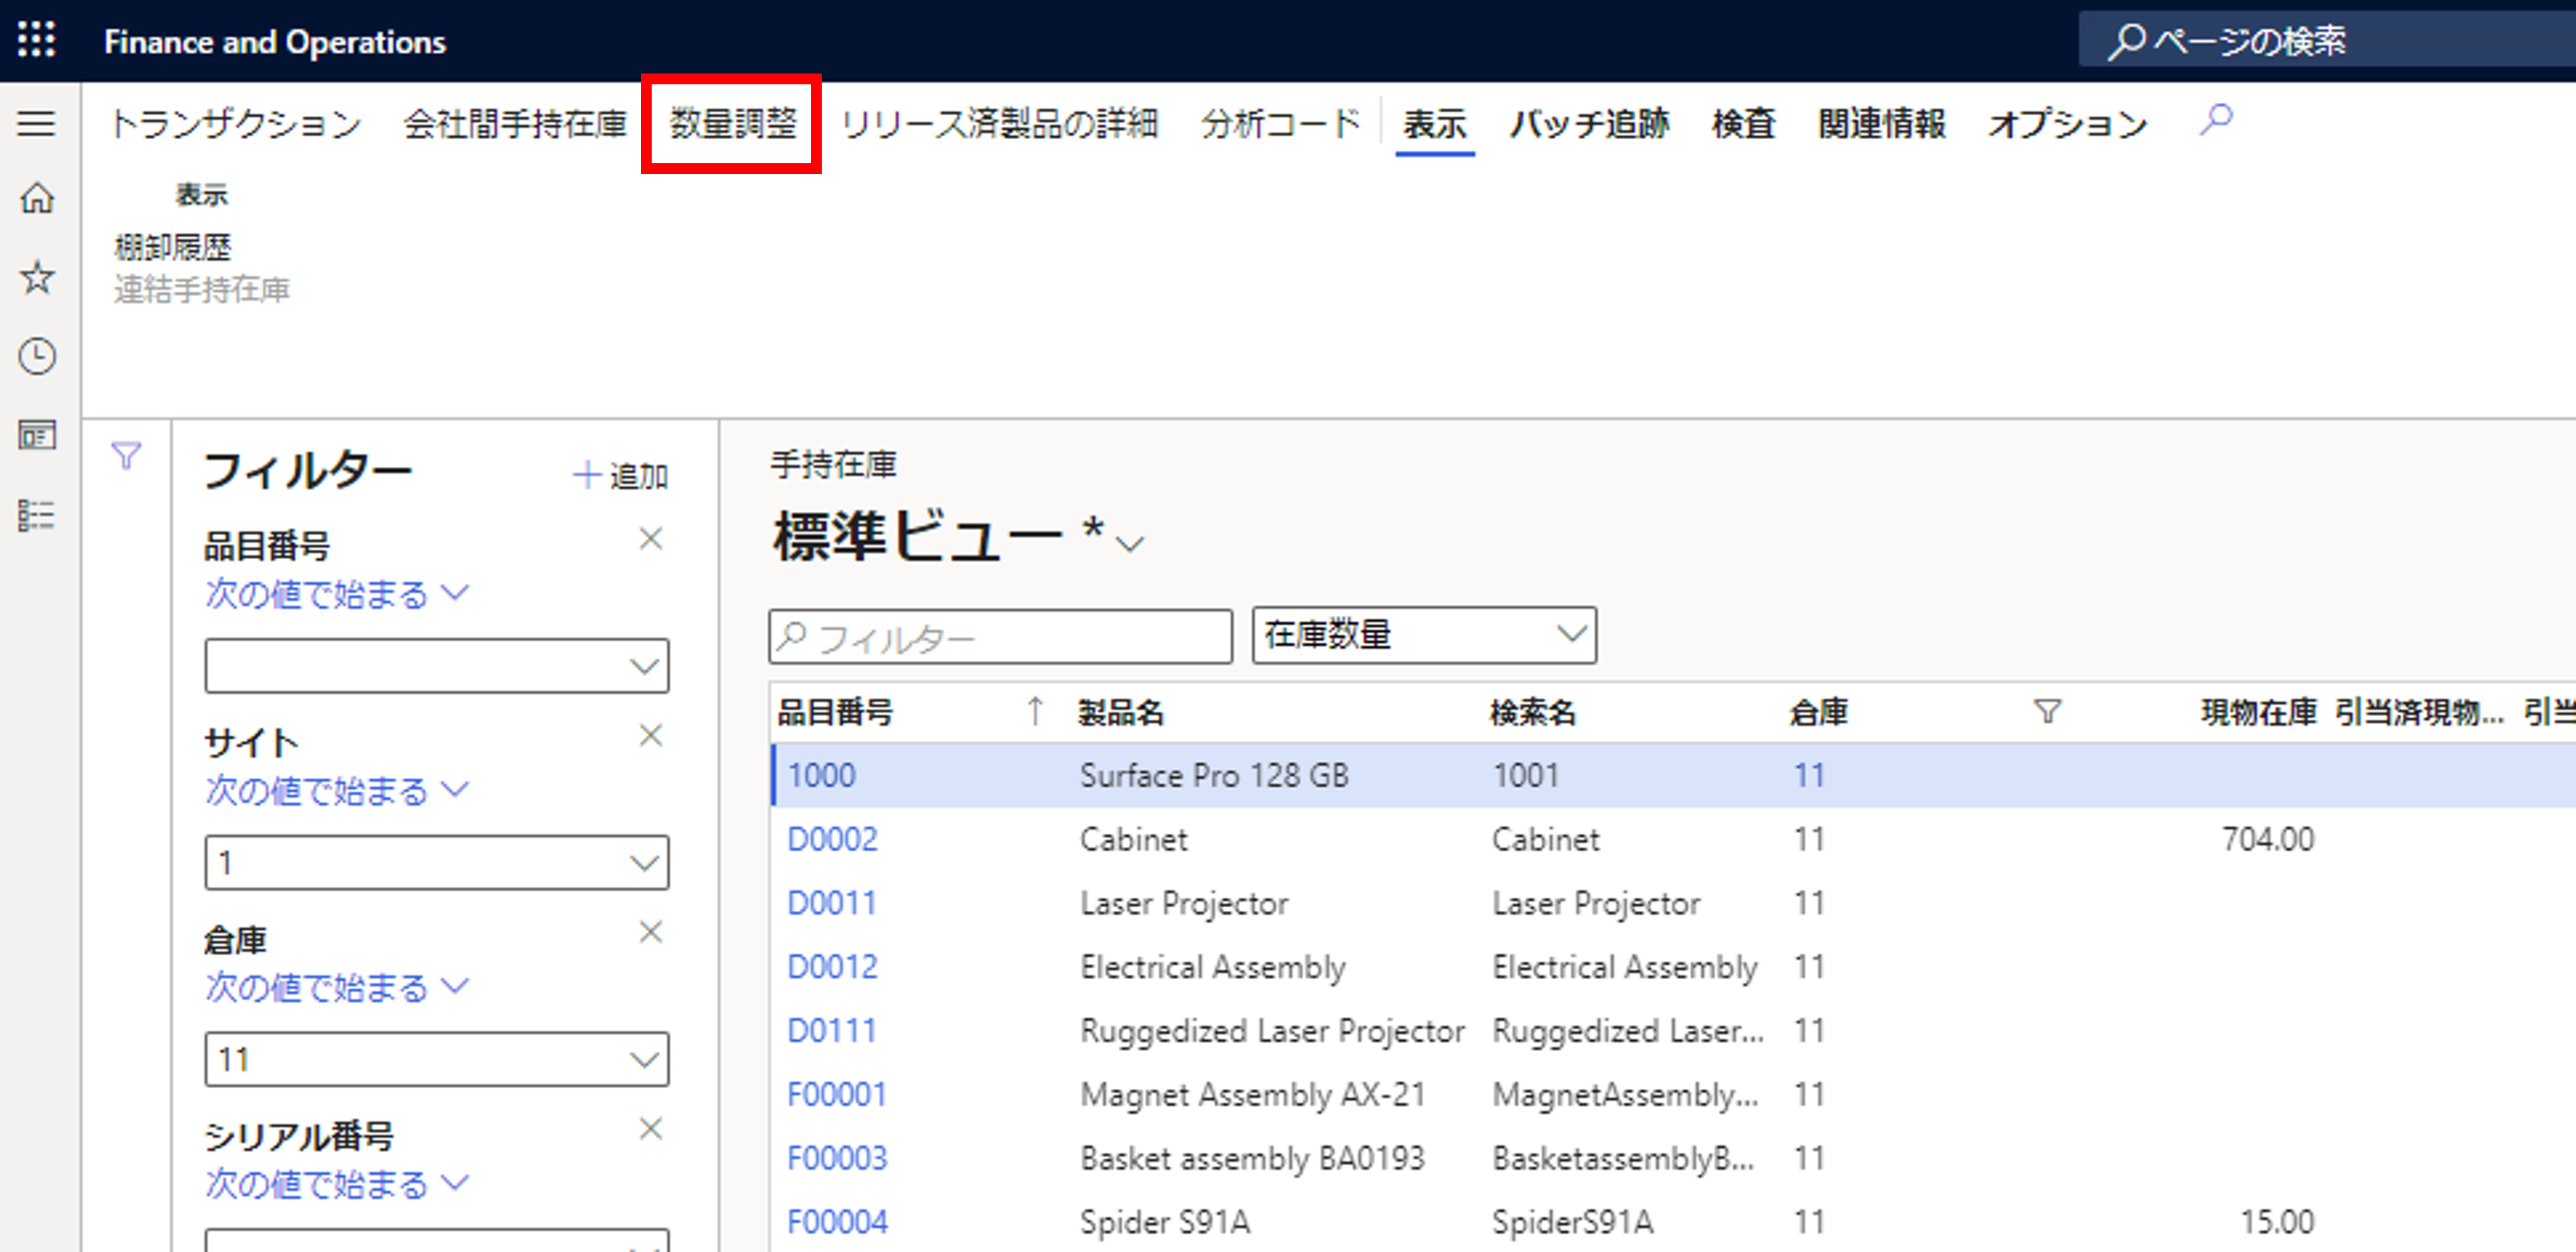 Finance and Operations
ページの検索
トランザクション 会社間手持在庫 数量調整 リリース済製品の詳細 分析コード 表示 バッチ追跡 検査 関連情報 オプション
表示
棚卸履歴
連結手持在庫
フィルター
追加
品目番号
次の値で始まる
サイト
次の値で始まる
1
倉庫
次の値で始まる
11
シリアル番号
次の値で始まる
手持在庫
標準ビュー *
フィルター
在庫数量
品目番号 製品名 検索名 倉庫 現物在庫 引当済現物... 引当
1000 Surface Pro 128 GB 1001 11
D0002 Cabinet Cabinet 11 704.00
D0011 Laser Projector Laser Projector 11
D0012 Electrical Assembly Electrical Assembly 11
D0111 Ruggedized Laser Projector Ruggedized Laser... 11
F00001 Magnet Assembly AX-21 MagnetAssembly... 11
F00003 Basket assembly BA0193 BasketassemblyB... 11
F00004 Spider S91A SpiderS91A 11 15.00